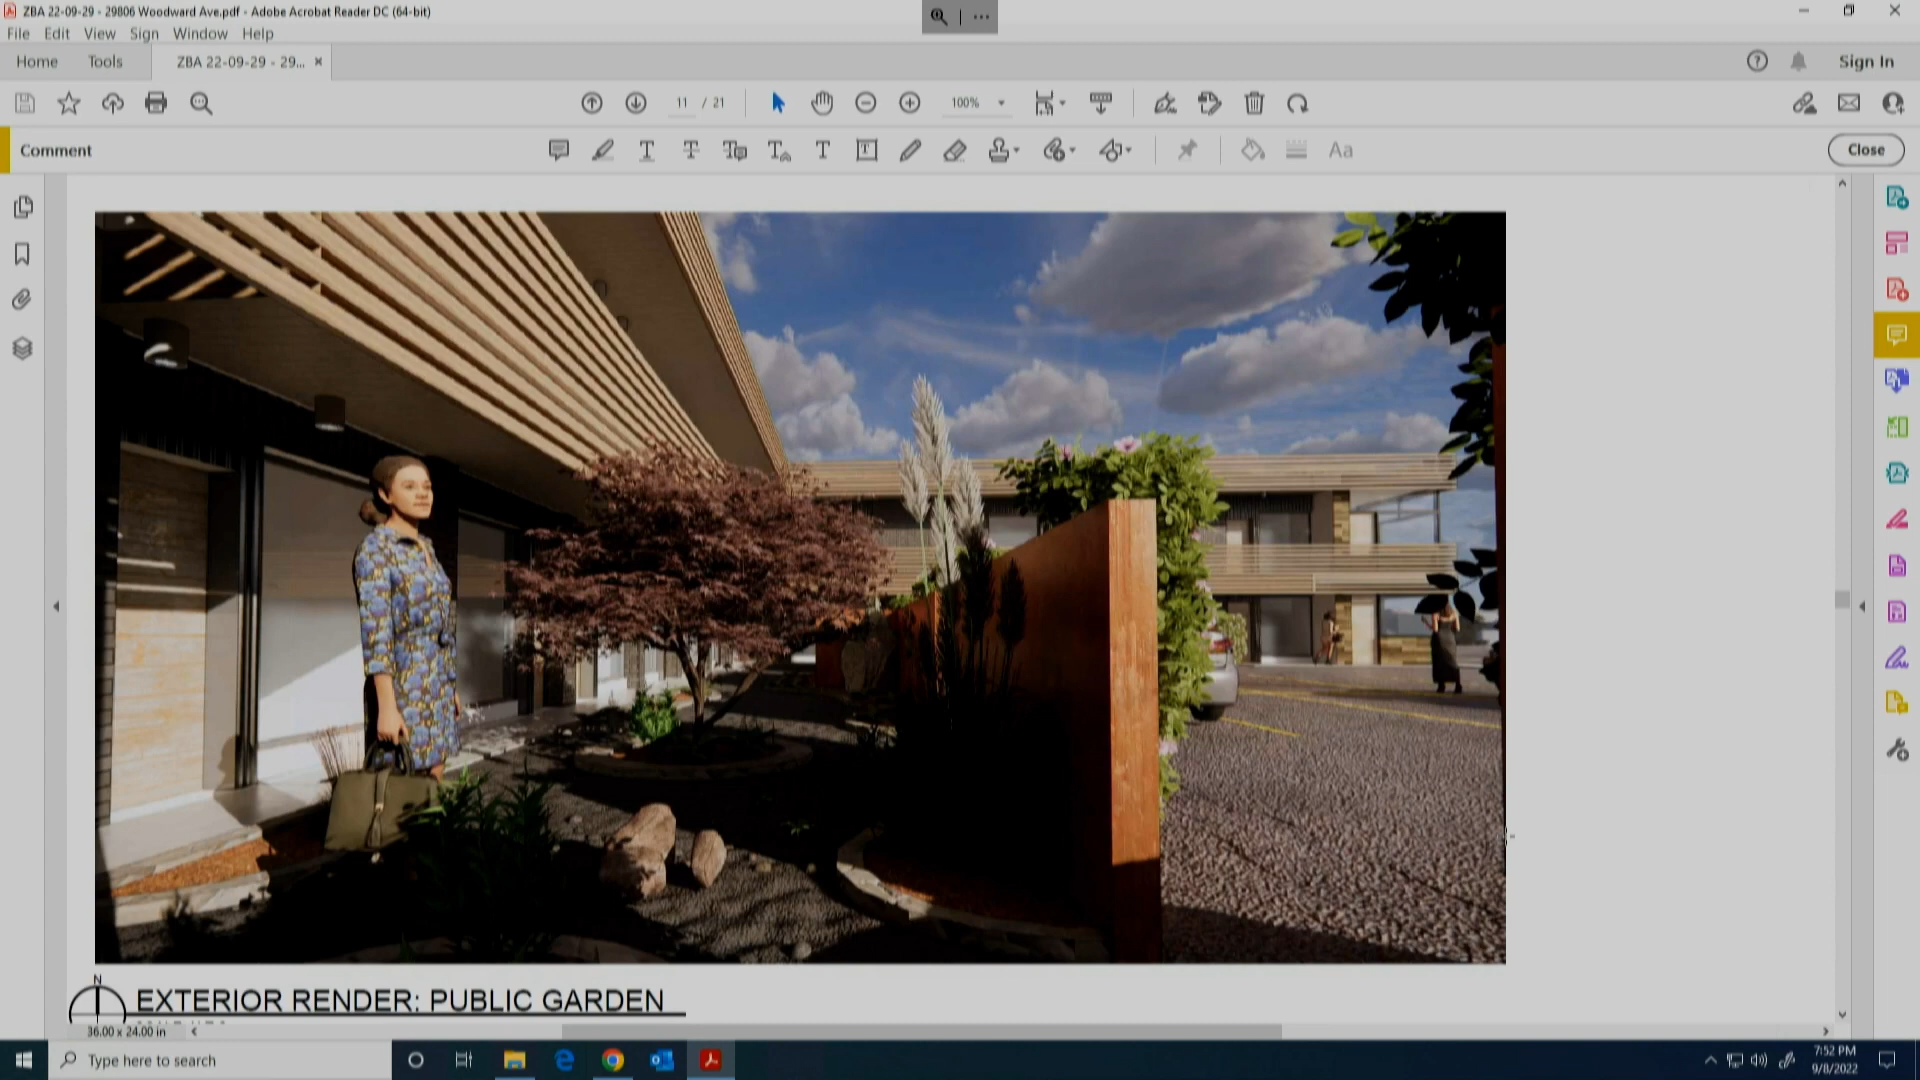 ZBA 22-09-29 - 29806 Woodward Ave.pdf - Adobe Acrobat Reader DC (64-bit)
File Edit View Sign Window Help
Home Tools ZBA 22-09-29 - 29... Sign In
11 / 21 100%
Comment Close
EXTERIOR RENDER: PUBLIC GARDEN
N
36.00 x 24.00 in
Type here to search
7:52 PM
9/8/2022